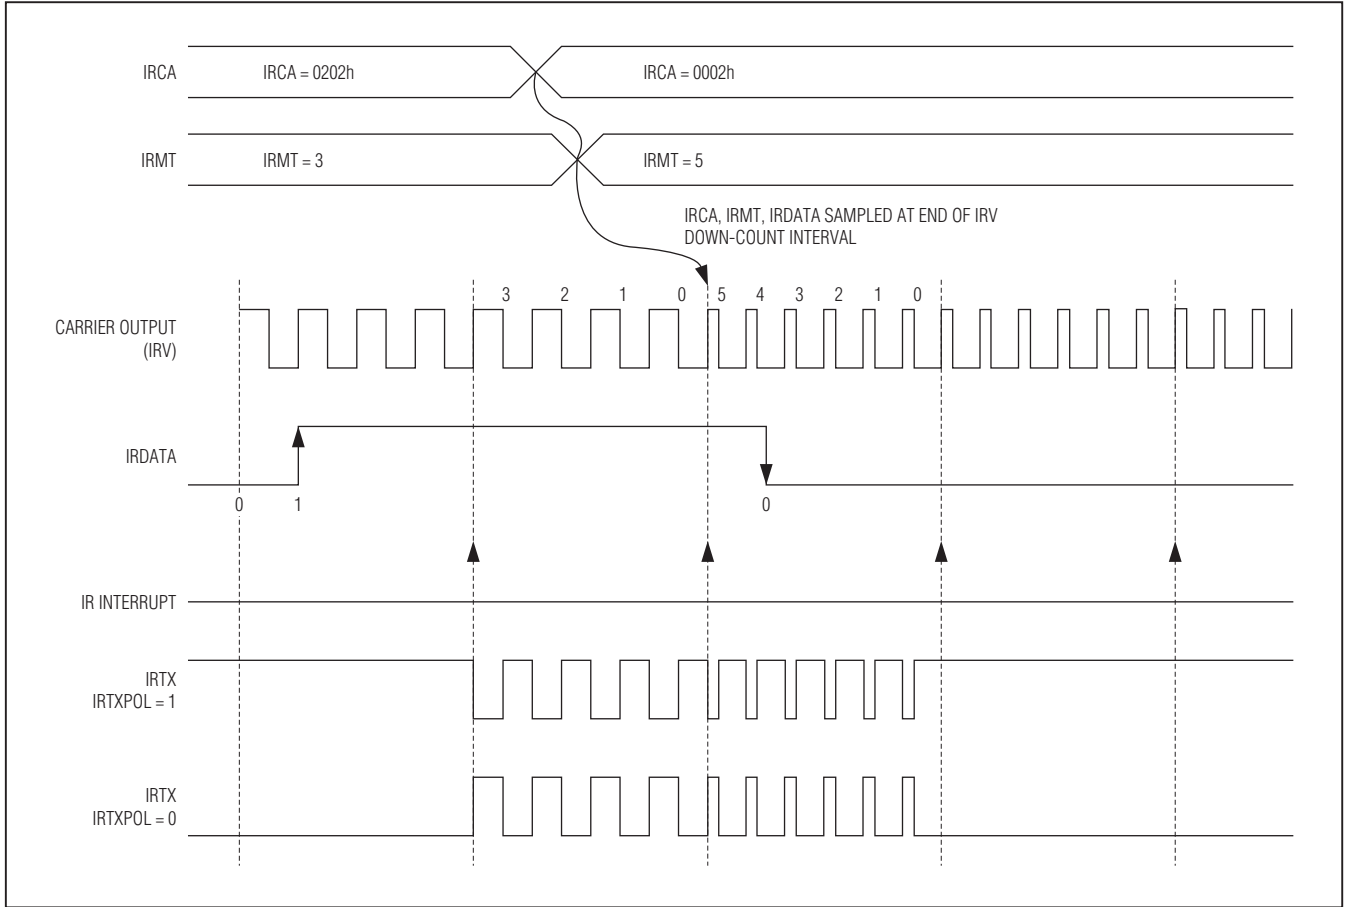 IRCA
IRCA = 0202h
IRCA = 0002h
IRMT
IRMT = 3
IRMT = 5
IRCA, IRMT, IRDATA SAMPLED AT END OF IRV
DOWN-COUNT INTERVAL
3 2 1 0 5 4 3 2 1 0
CARRIER OUTPUT
(IRV)
IRDATA
0 1 0
IR INTERRUPT
IRTX
IRTXPOL = 1
IRTX
IRTXPOL = 0